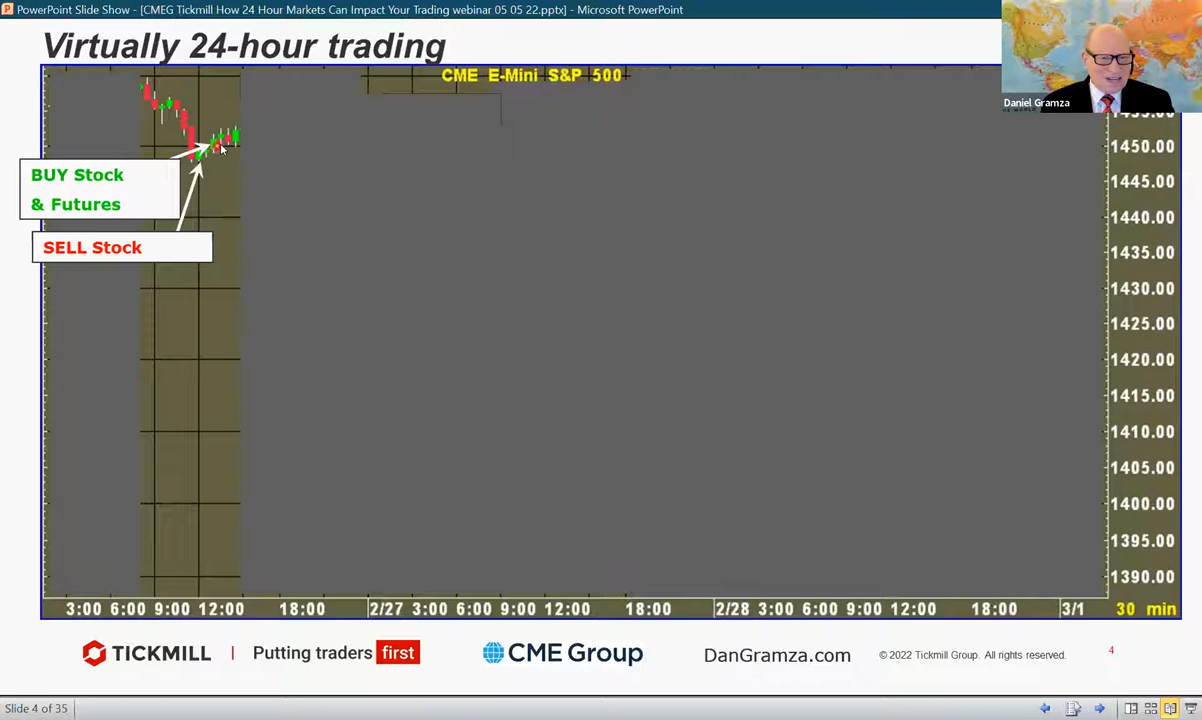 PowerPoint Slide Show - [CMEG Tickmill How 24 Hour Markets Can Impact Your Trading webinar 05 05 22.pptx] - Microsoft PowerPoint
Virtually 24-hour trading
CME E-Mini S&P 500
Daniel Gramza
BUY Stock
& Futures
SELL Stock
1450.00
1445.00
1440.00
1435.00
1430.00
1425.00
1420.00
1415.00
1410.00
1405.00
1400.00
1395.00
1390.00
3:00 6:00 9:00 12:00 18:00 2/27 3:00 6:00 9:00 12:00 18:00 2/28 3:00 6:00 9:00 12:00 18:00 3/1 30 min
TICKMILL | Putting traders first
CME Group
DanGramza.com
© 2022 Tickmill Group. All rights reserved.
4
Slide 4 of 35